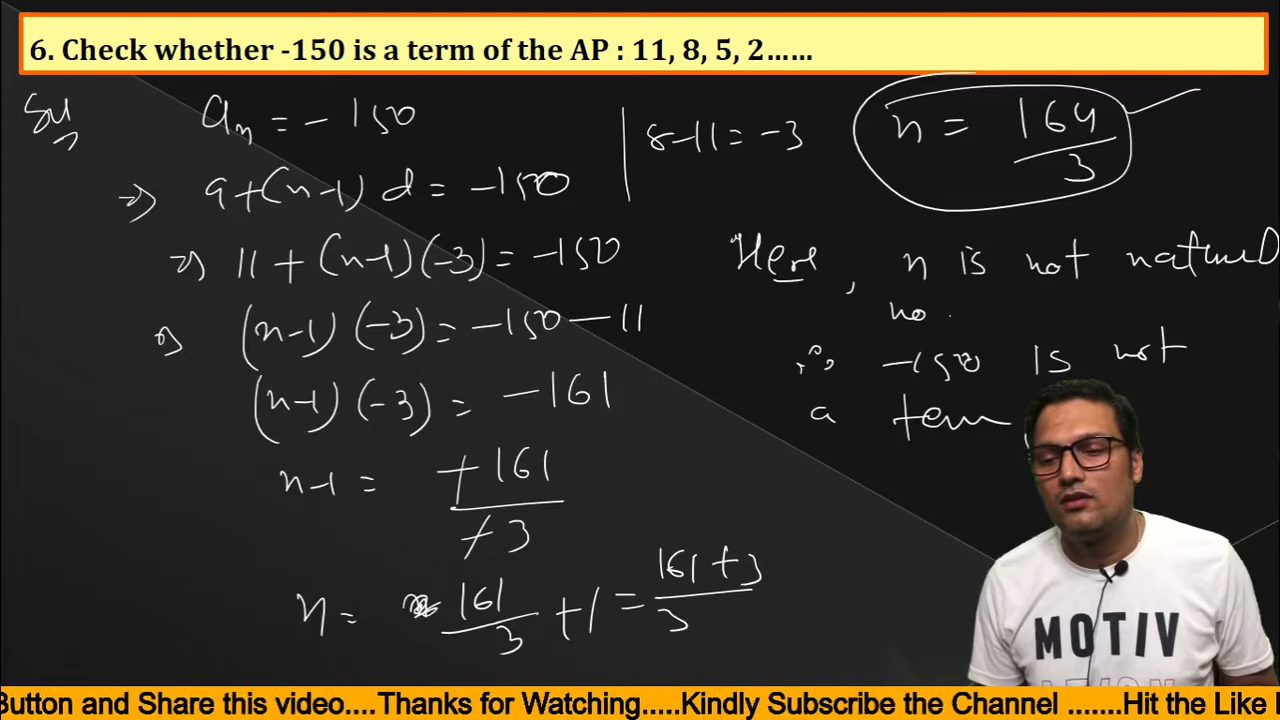 6. Check whether -150 is a term of the AP : 11, 8, 5, 2......
Sol
an = -150
8-11 = -3
n = 164/3
=> a+(n-1) d = -150
=> 11 + (n-1)(-3) = -150
Here, n is not natural
no.
=> (n-1)(-3) = -150-11
∴ -150 is not
a term
(n-1)(-3) = -161
n-1 = -161/-3
n = 161/3 + 1 = 161+3/3
MOTIV
Button and Share this video....Thanks for Watching.....Kindly Subscribe the Channel .......Hit the Like